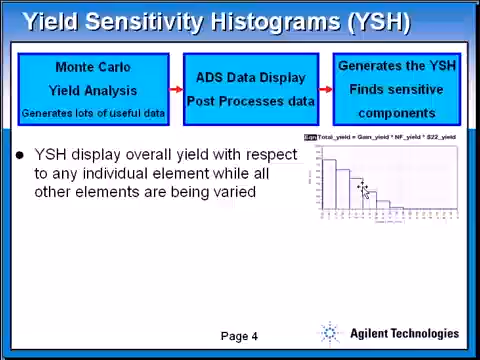 Yield Sensitivity Histograms (YSH)
Monte Carlo
Yield Analysis
Generates lots of useful data
ADS Data Display
Post Processes data
Generates the YSH
Finds sensitive
components
Eqn Total_yield = Gain_yield * NF_yield * S22_yield
YSH display overall yield with respect
to any individual element while all
other elements are being varied
Page 4
Agilent Technologies